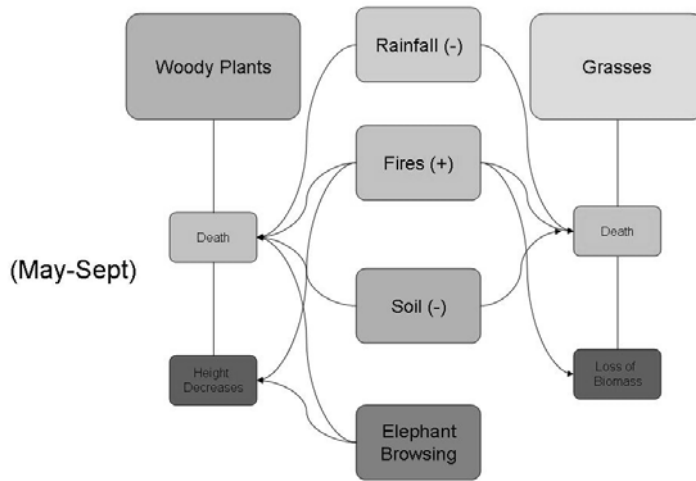 Woody Plants
Rainfall (-)
Grasses
Fires (+)
Death
Death
(May-Sept)
Soil (-)
Height
Decreases
Loss of
Biomass
Elephant
Browsing